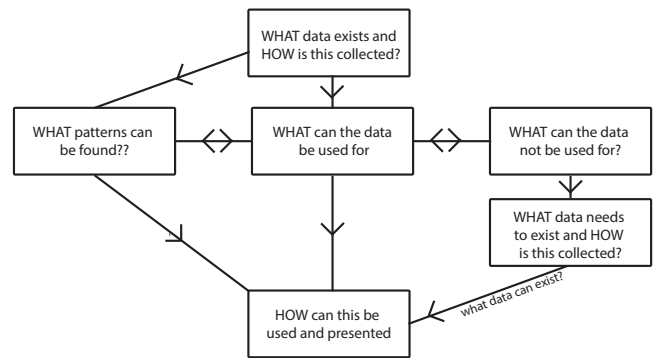 WHAT data exists and
HOW is this collected?
WHAT patterns can
be found??
WHAT can the data
be used for
WHAT can the data
not be used for?
WHAT data needs
to exist and HOW
is this collected?
what data can exist?
HOW can this be
used and presented